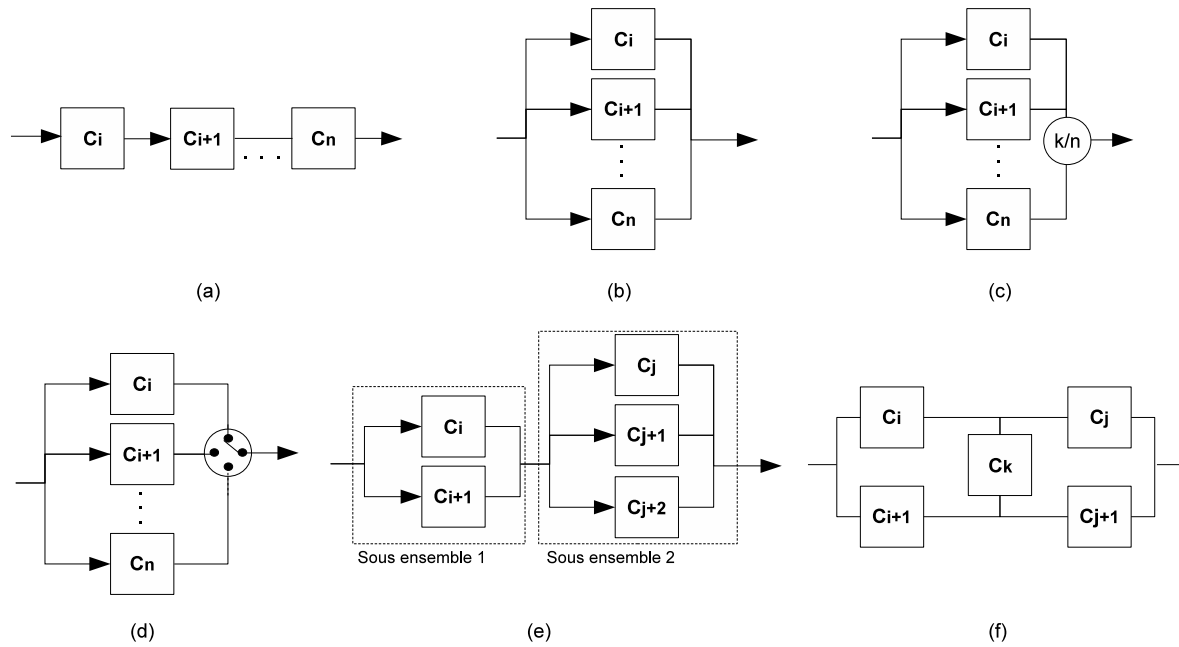 Ci
Ci+1
. . .
Cn
(a)
Ci
Ci+1
. . .
Cn
(b)
Ci
Ci+1
. . .
Cn
k/n
(c)
Ci
Ci+1
. . .
Cn
(d)
Ci
Ci+1
Sous ensemble 1
Cj
Cj+1
Cj+2
Sous ensemble 2
(e)
Ci
Cj
Ck
Ci+1
Cj+1
(f)